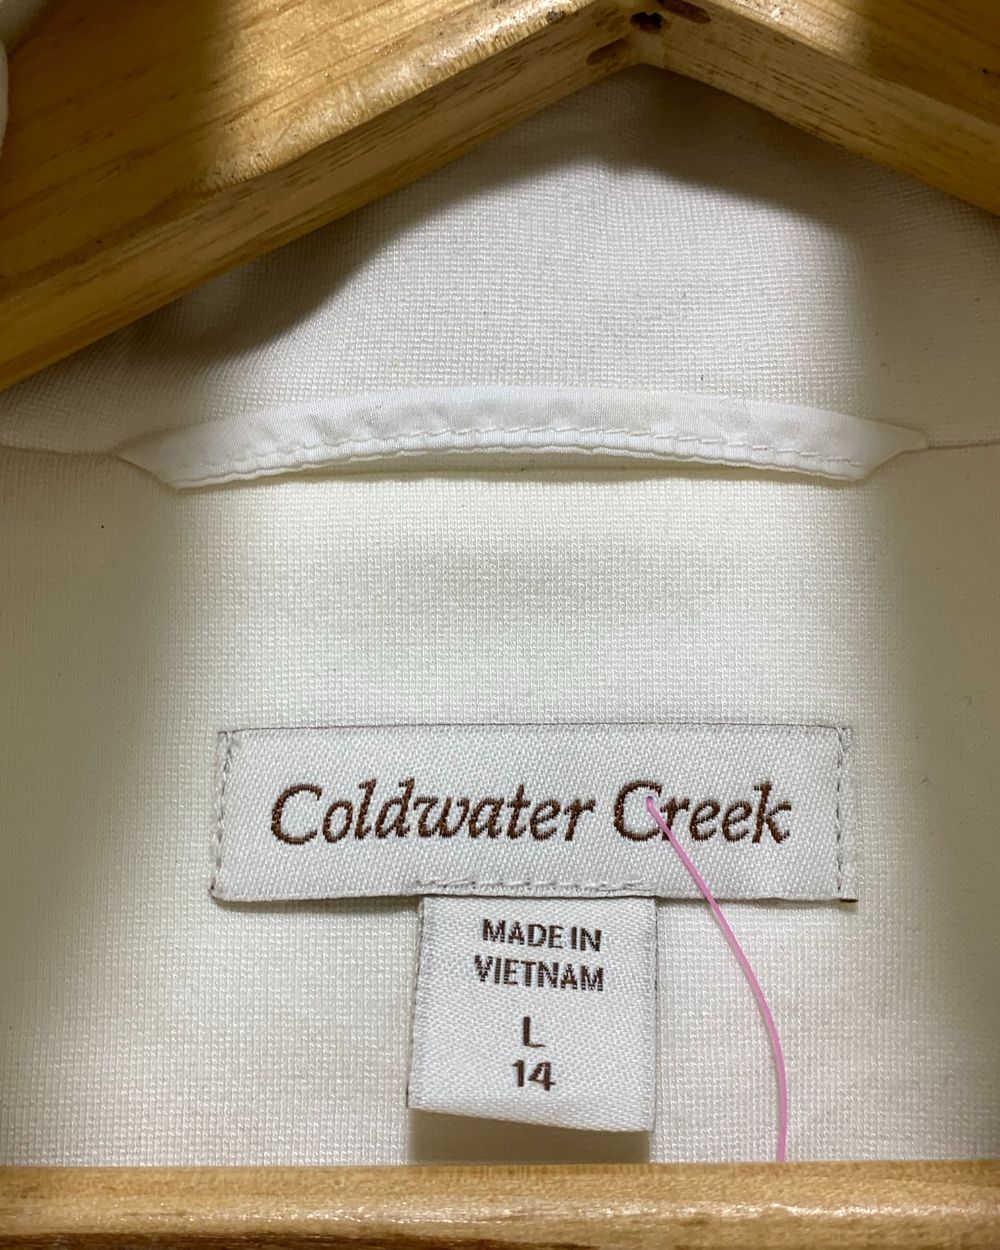 Coldwater Creek
MADE IN
VIETNAM
L
14